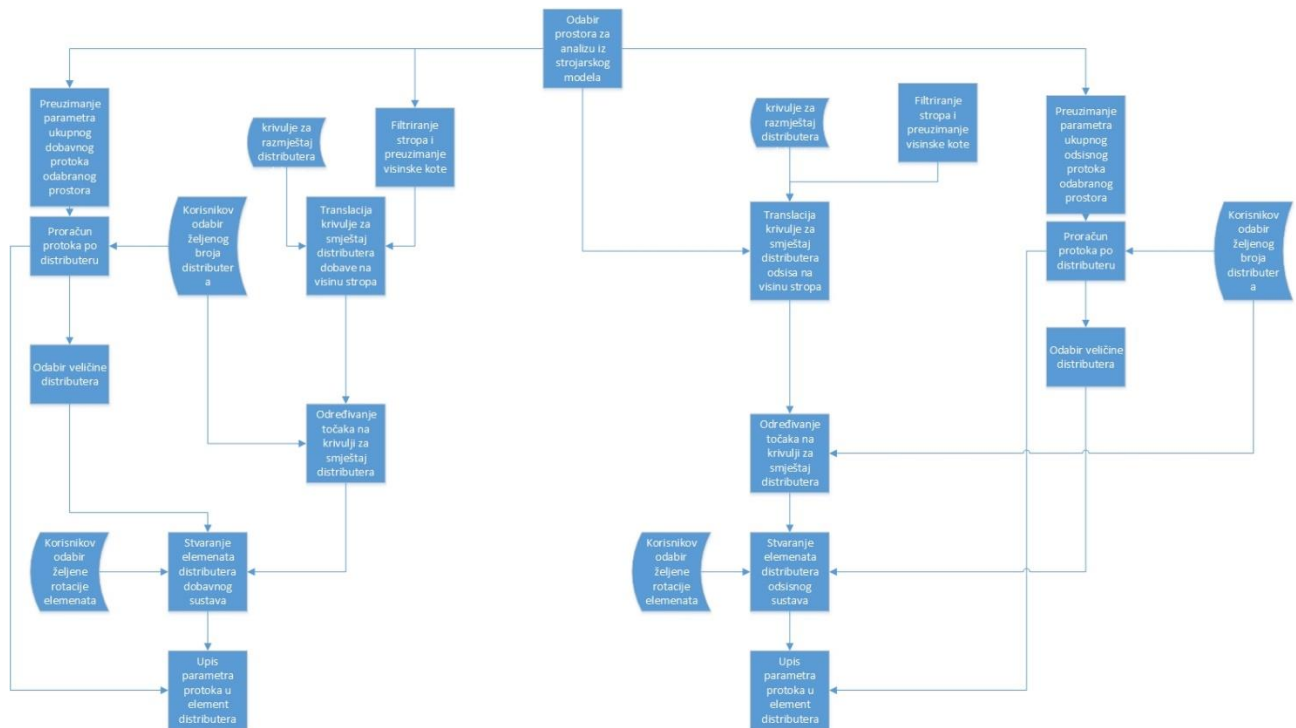 Odabir
prostora za
analizu iz
strojarskog
modela
Preuzimanje
parametra
ukupnog
dobavnog
protoka
odabranog
prostora
krivulje za
razmještaj
distributera
Filtriranje
stropa i
preuzimanje
visinske kote
krivulje za
razmještaj
distributera
Filtriranje
stropa i
preuzimanje
visinske kote
Preuzimanje
parametra
ukupnog
odsisnog
protoka
odabranog
prostora
Proračun
protoka po
distributeru
Korisnikov
odabir
željenog
broja
distributer
a
Translacija
krivulje za
smještaj
distributera
dobave na
visinu stropa
Translacija
krivulje za
smještaj
distributera
odsisa na
visinu stropa
Proračun
protoka po
distributeru
Korisnikov
odabir
željenog
broja
distributer
a
Odabir veličine
distributera
Odabir veličine
distributera
Određivanje
točaka na
krivulji za
smještaj
distributera
Određivanje
točaka na
krivulji za
smještaj
distributera
Korisnikov
odabir
željene
rotacije
elemenata
Stvaranje
elemenata
distributera
dobavnog
sustava
Korisnikov
odabir
željene
rotacije
elemenata
Stvaranje
elemenata
distributera
odsisnog
sustava
Upis
parametra
protoka u
element
distributera
Upis
parametra
protoka u
element
distributera